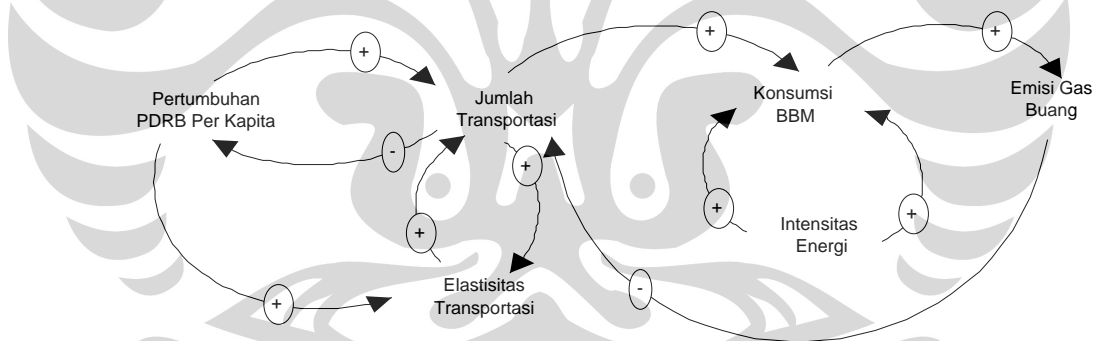 +
+
+
Pertumbuhan
PDRB Per Kapita
Jumlah
Transportasi
Konsumsi
BBM
Emisi Gas
Buang
-
+
+
+
+
Intensitas
Energi
Elastisitas
Transportasi
+
-